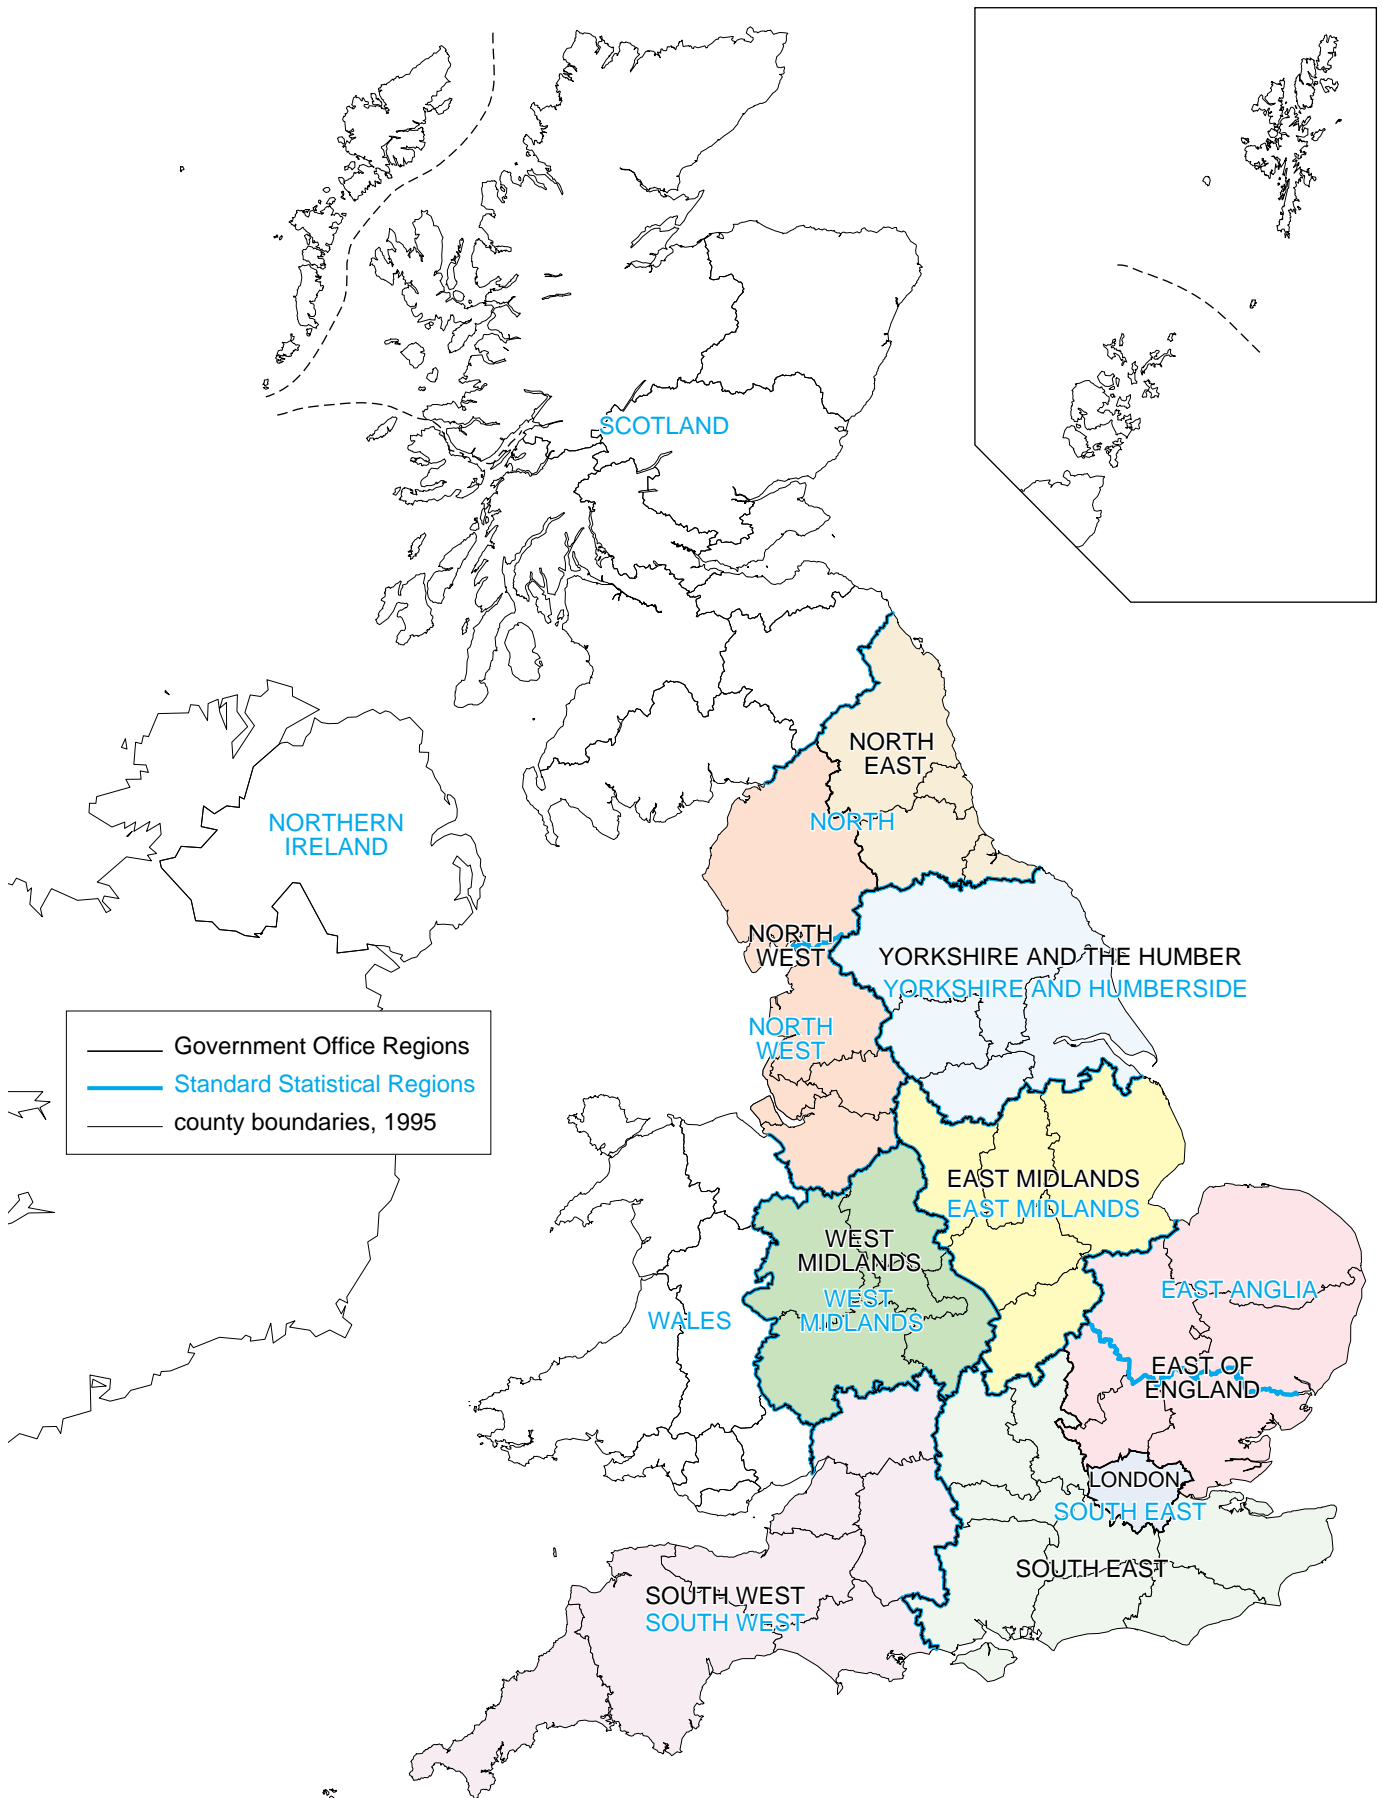 SCOTLAND
NORTH
EAST
NORTH
NORTHERN
IRELAND
NORTH
WEST
YORKSHIRE AND THE HUMBER
YORKSHIRE AND HUMBERSIDE
NORTH
WEST
Government Office Regions
Standard Statistical Regions
county boundaries, 1995
EAST MIDLANDS
EAST MIDLANDS
WEST
MIDLANDS
WEST
MIDLANDS
EAST ANGLIA
WALES
EAST OF
ENGLAND
LONDON
SOUTH EAST
SOUTH EAST
SOUTH WEST
SOUTH WEST